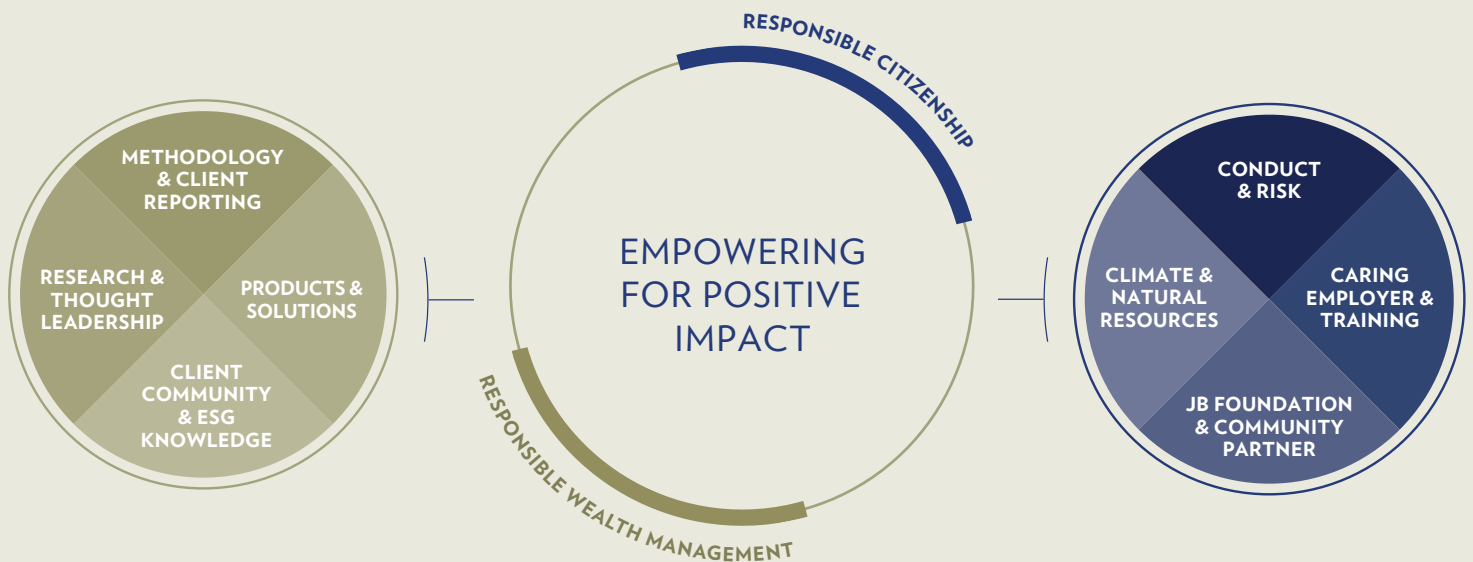 METHODOLOGY
& CLIENT
REPORTING
RESEARCH &
THOUGHT
LEADERSHIP
PRODUCTS &
SOLUTIONS
CLIENT
COMMUNITY
& ESG
KNOWLEDGE
RESPONSIBLE CITIZENSHIP
EMPOWERING
FOR POSITIVE
IMPACT
RESPONSIBLE WEALTH MANAGEMENT
CONDUCT
& RISK
CLIMATE &
NATURAL
RESOURCES
CARING
EMPLOYER &
TRAINING
JB FOUNDATION
& COMMUNITY
PARTNER